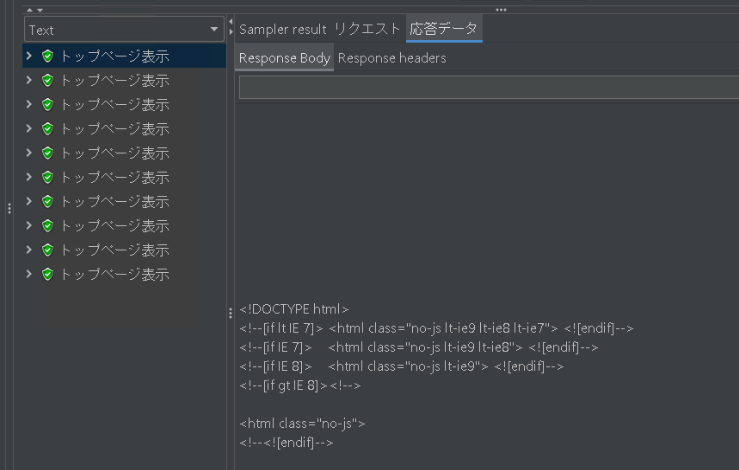 Text
トップページ表示
トップページ表示
トップページ表示
トップページ表示
トップページ表示
トップページ表示
トップページ表示
トップページ表示
トップページ表示
トップページ表示
Sampler result リクエスト 応答データ
Response Body Response headers
<!DOCTYPE html>
<!--[if lt IE 7]> <html class="no-js lt-ie9 lt-ie8 lt-ie7"> <![endif]-->
<!--[if IE 7]> <html class="no-js lt-ie9 lt-ie8"> <![endif]-->
<!--[if IE 8]> <html class="no-js lt-ie9"> <![endif]-->
<!--[if gt IE 8]><!-->
<html class="no-js">
<!--<![endif]-->